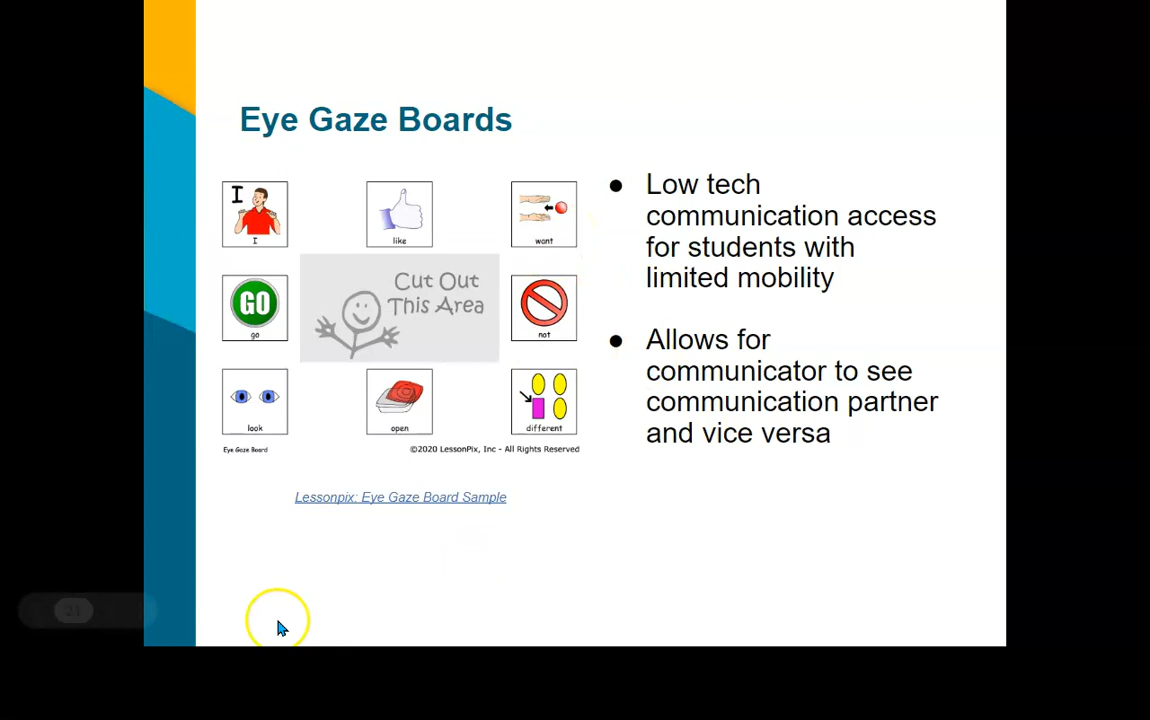 Eye Gaze Boards
I
I
like
want
GO
go
Cut Out
This Area
not
look
open
different
Eye Gaze Board
©2020 LessonPix, Inc - All Rights Reserved
Lessonpix: Eye Gaze Board Sample
● Low tech
communication access
for students with
limited mobility
● Allows for
communicator to see
communication partner
and vice versa
21